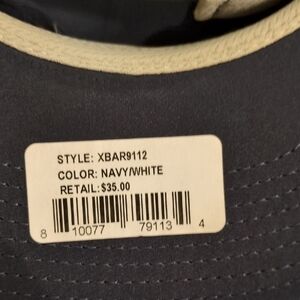 STYLE: XBAR9112
COLOR: NAVY/WHITE
RETAIL:$35.00
8 10077 79113 4